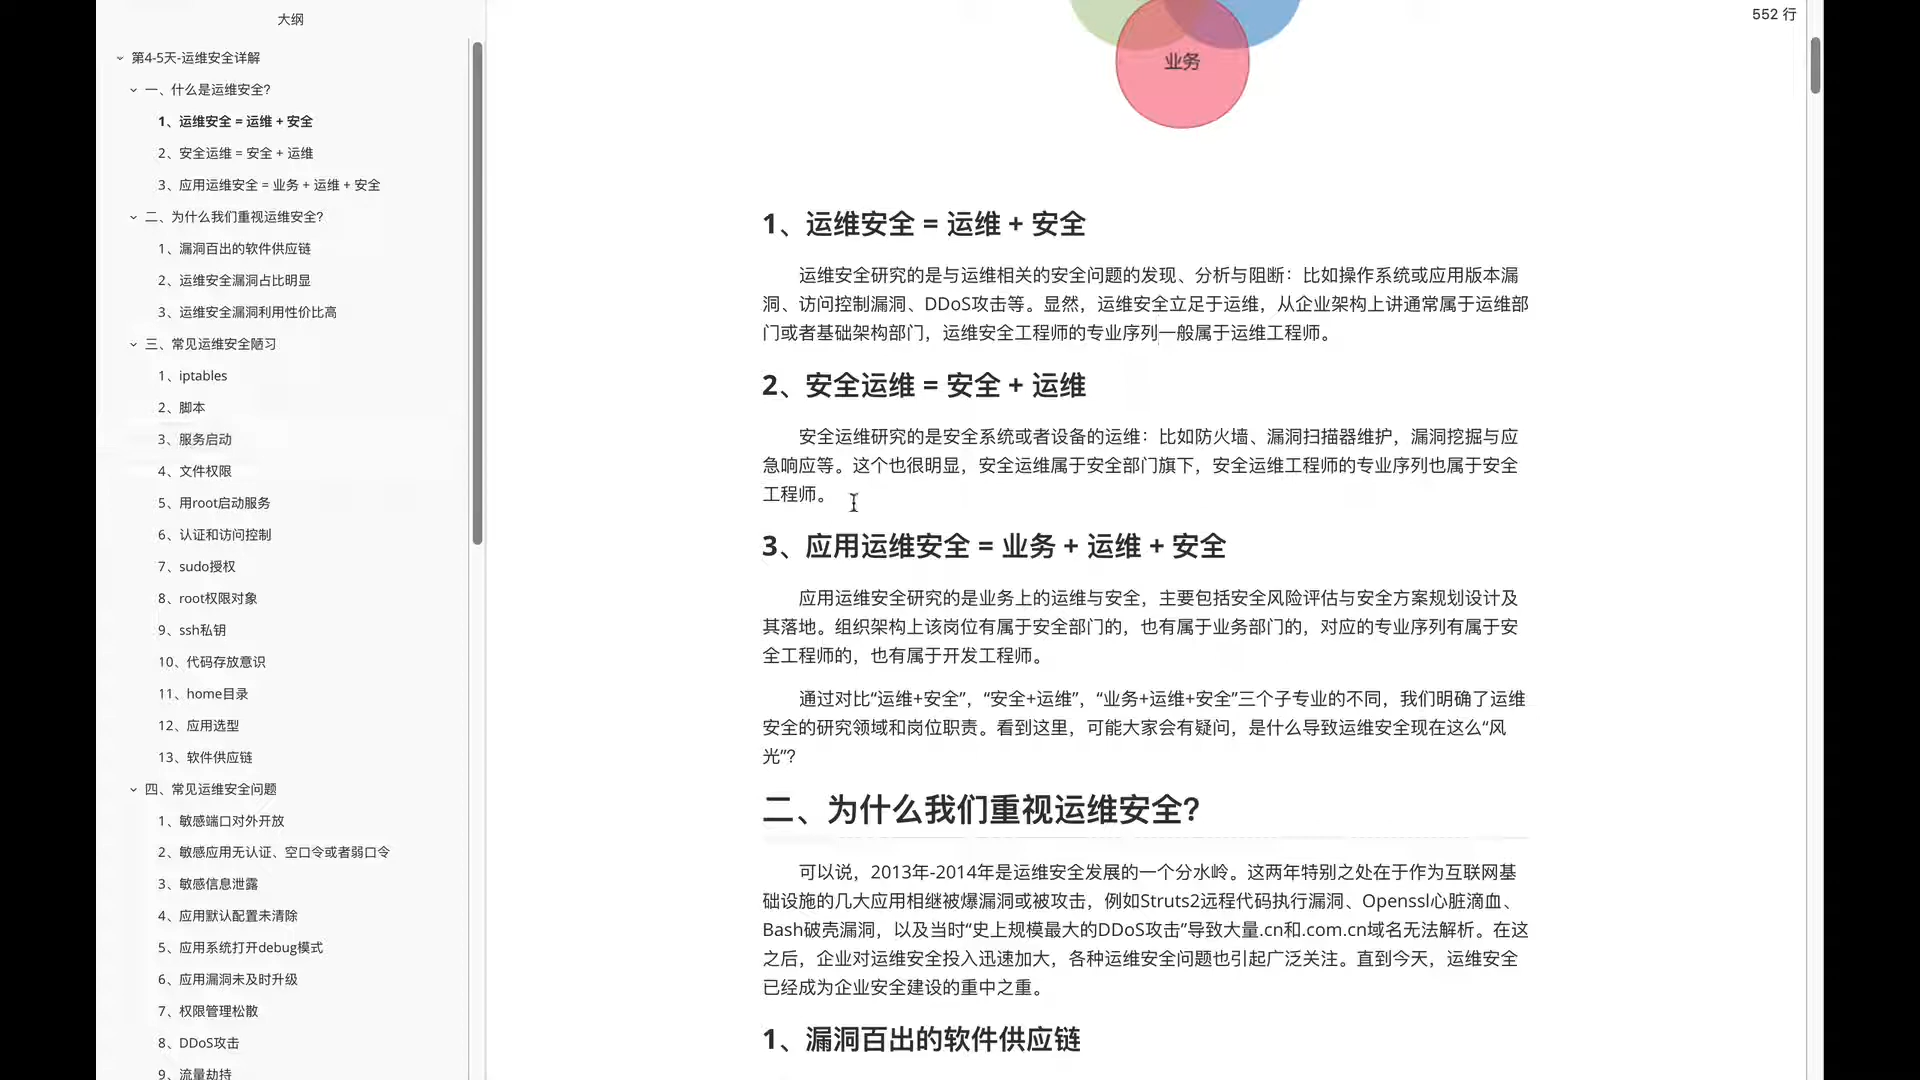 大纲
第4-5天-运维安全详解
一、什么是运维安全?
1、运维安全 = 运维 + 安全
2、安全运维 = 安全 + 运维
3、应用运维安全 = 业务 + 运维 + 安全
二、为什么我们重视运维安全?
1、漏洞百出的软件供应链
2、运维安全漏洞占比明显
3、运维安全漏洞利用性价比高
三、常见运维安全陋习
1、iptables
2、脚本
3、服务启动
4、文件权限
5、用root启动服务
6、认证和访问控制
7、sudo授权
8、root权限对象
9、ssh私钥
10、代码存放意识
11、home目录
12、应用选型
13、软件供应链
四、常见运维安全问题
1、敏感端口对外开放
2、敏感应用无认证、空口令或者弱口令
3、敏感信息泄露
4、应用默认配置未清除
5、应用系统打开debug模式
6、应用漏洞未及时升级
7、权限管理松散
8、DDoS攻击
9、流量劫持
552 行
业务
1、运维安全 = 运维 + 安全
运维安全研究的是与运维相关的安全问题的发现、分析与阻断：比如操作系统或应用版本漏
洞、访问控制漏洞、DDoS攻击等。显然，运维安全立足于运维，从企业架构上讲通常属于运维部
门或者基础架构部门，运维安全工程师的专业序列一般属于运维工程师。
2、安全运维 = 安全 + 运维
安全运维研究的是安全系统或者设备的运维：比如防火墙、漏洞扫描器维护，漏洞挖掘与应
急响应等。这个也很明显，安全运维属于安全部门旗下，安全运维工程师的专业序列也属于安全
工程师。
3、应用运维安全 = 业务 + 运维 + 安全
应用运维安全研究的是业务上的运维与安全，主要包括安全风险评估与安全方案规划设计及
其落地。组织架构上该岗位有属于安全部门的，也有属于业务部门的，对应的专业序列有属于安
全工程师的，也有属于开发工程师。
通过对比“运维+安全”，“安全+运维”，“业务+运维+安全”三个子专业的不同，我们明确了运维
安全的研究领域和岗位职责。看到这里，可能大家会有疑问，是什么导致运维安全现在这么“风
光”?
二、为什么我们重视运维安全?
可以说，2013年-2014年是运维安全发展的一个分水岭。这两年特别之处在于作为互联网基
础设施的几大应用相继被爆漏洞或被攻击，例如Struts2远程代码执行漏洞、Openssl心脏滴血、
Bash破壳漏洞，以及当时“史上规模最大的DDoS攻击”导致大量.cn和.com.cn域名无法解析。在这
之后，企业对运维安全投入迅速加大，各种运维安全问题也引起广泛关注。直到今天，运维安全
已经成为企业安全建设的重中之重。
1、漏洞百出的软件供应链